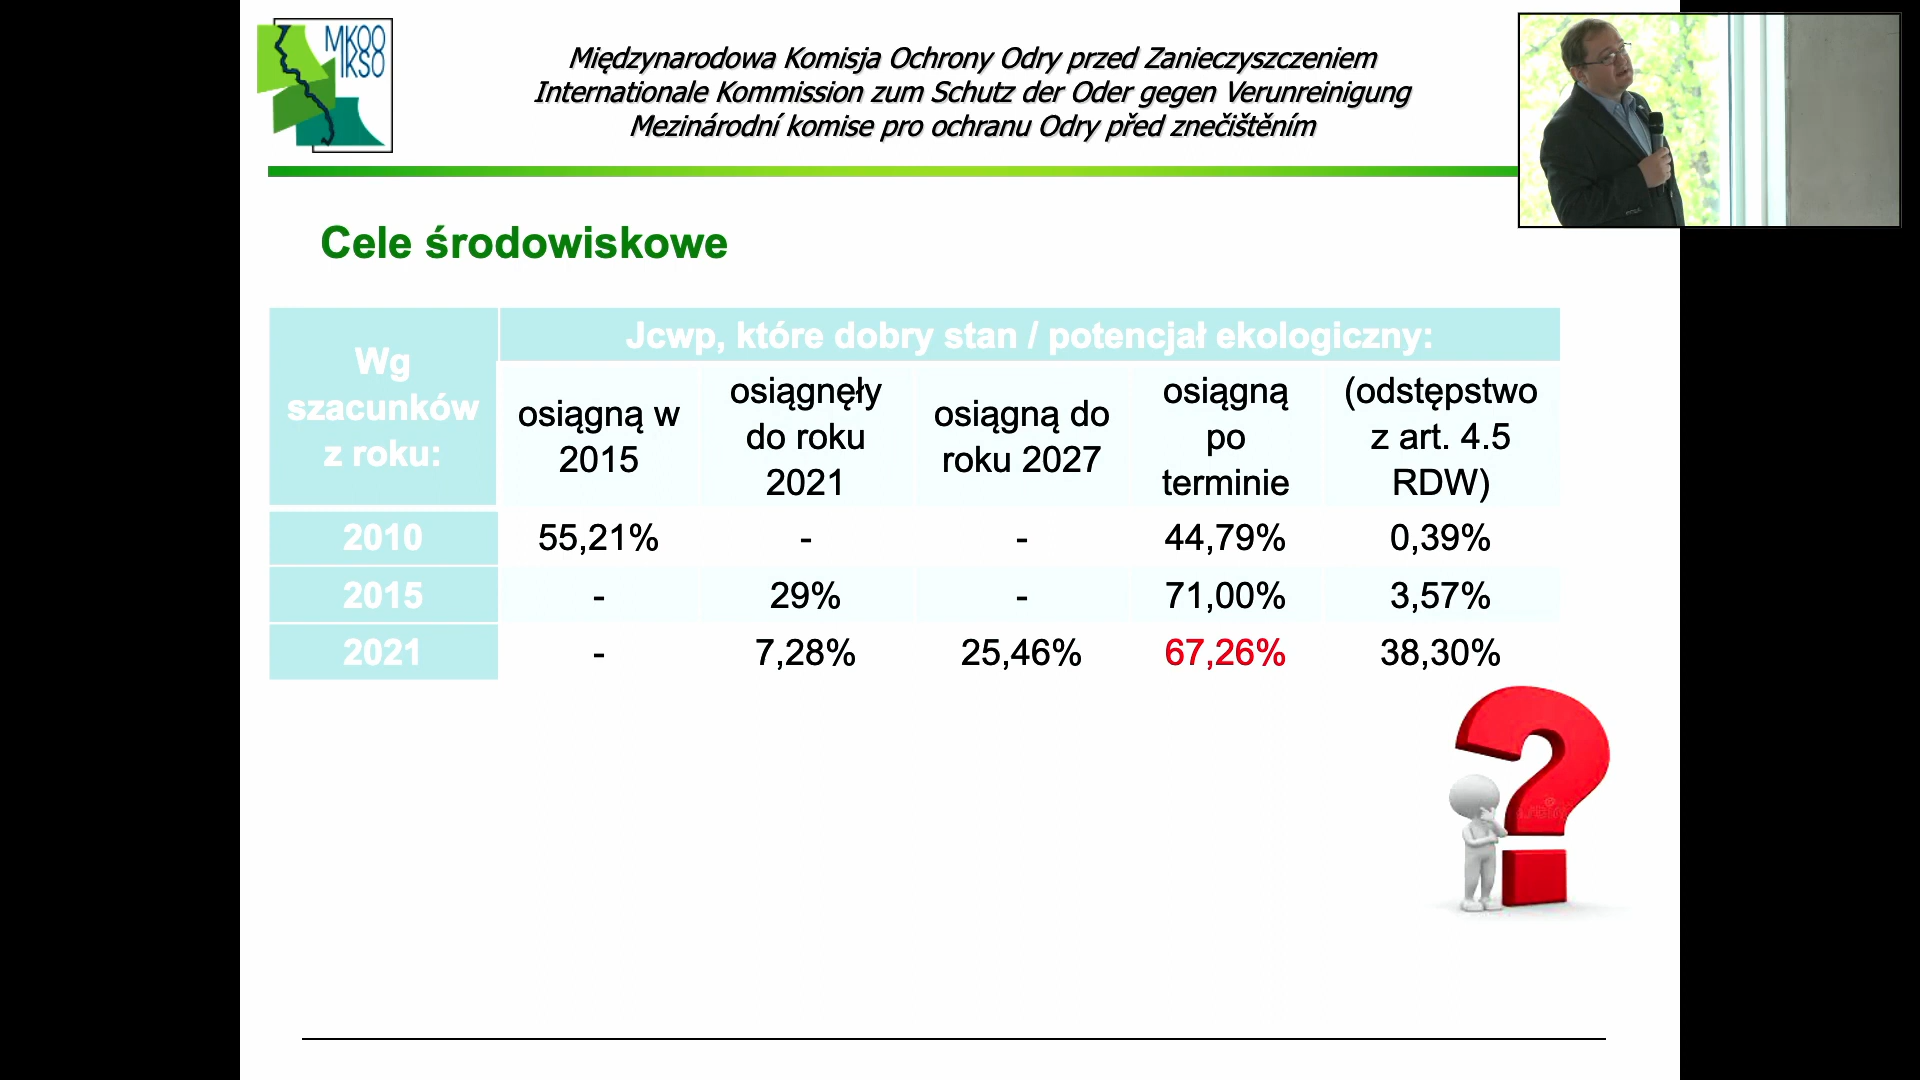 MKOO
IKSO
Międzynarodowa Komisja Ochrony Odry przed Zanieczyszczeniem
Internationale Kommission zum Schutz der Oder gegen Verunreinigung
Mezinárodní komise pro ochranu Odry před znečištěním
Cele środowiskowe
Wg
szacunków
z roku:
Jcwp, które dobry stan / potencjał ekologiczny:
osiągną w
2015
osiągnęły
do roku
2021
osiągną do
roku 2027
osiągną
po
terminie
(odstępstwo
z art. 4.5
RDW)
2010 55,21% - - 44,79% 0,39%
2015 - 29% - 71,00% 3,57%
2021 - 7,28% 25,46% 67,26% 38,30%